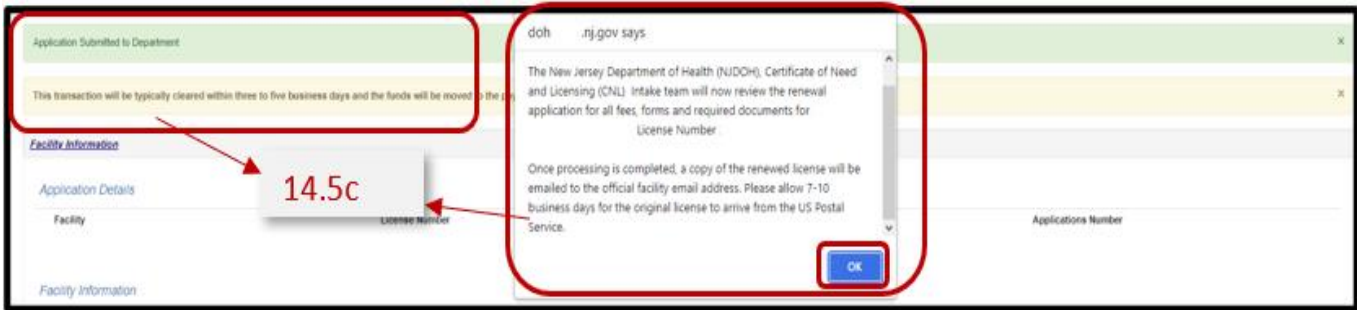 Application Submitted to Department
x
This transaction will be typically cleared within three to five business days and the funds will be moved to the
x
Facility Information
Application Details
Facility
License Number
Applications Number
Facility Information
14.5c
doh .nj.gov says
The New Jersey Department of Health (NJDOH), Certificate of Need
and Licensing (CNL) Intake team will now review the renewal
application for all fees, forms and required documents for
License Number
Once processing is completed, a copy of the renewed license will be
emailed to the official facility email address. Please allow 7-10
business days for the original license to arrive from the US Postal
Service.
OK